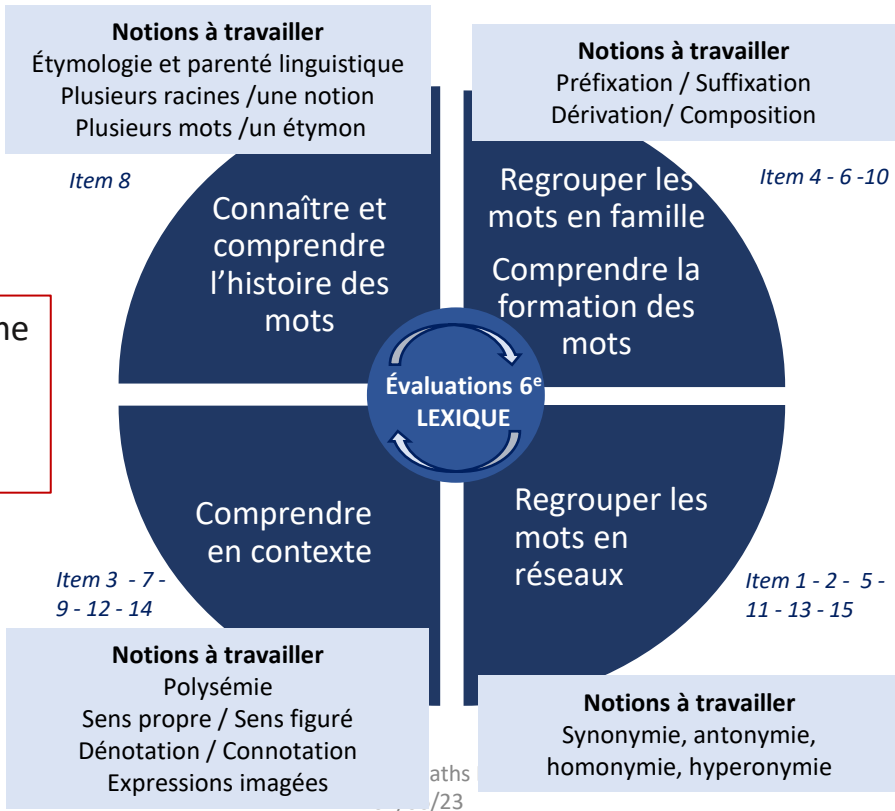 Notions à travailler
Étymologie et parenté linguistique
Plusieurs racines /une notion
Plusieurs mots /un étymon
Notions à travailler
Préfixation / Suffixation
Dérivation/ Composition
Item 8
Connaître et
comprendre
l’histoire des
mots
Regrouper les
mots en famille
Comprendre la
formation des
mots
Item 4 - 6 -10
Évaluations 6e
LEXIQUE
Comprendre
en contexte
Regrouper les
mots en
réseaux
Item 3 - 7 -
9 - 12 - 14
Item 1 - 2 - 5 -
11 - 13 - 15
Notions à travailler
Polysémie
Sens propre / Sens figuré
Dénotation / Connotation
Expressions imagées
Notions à travailler
Synonymie, antonymie,
homonymie, hyperonymie